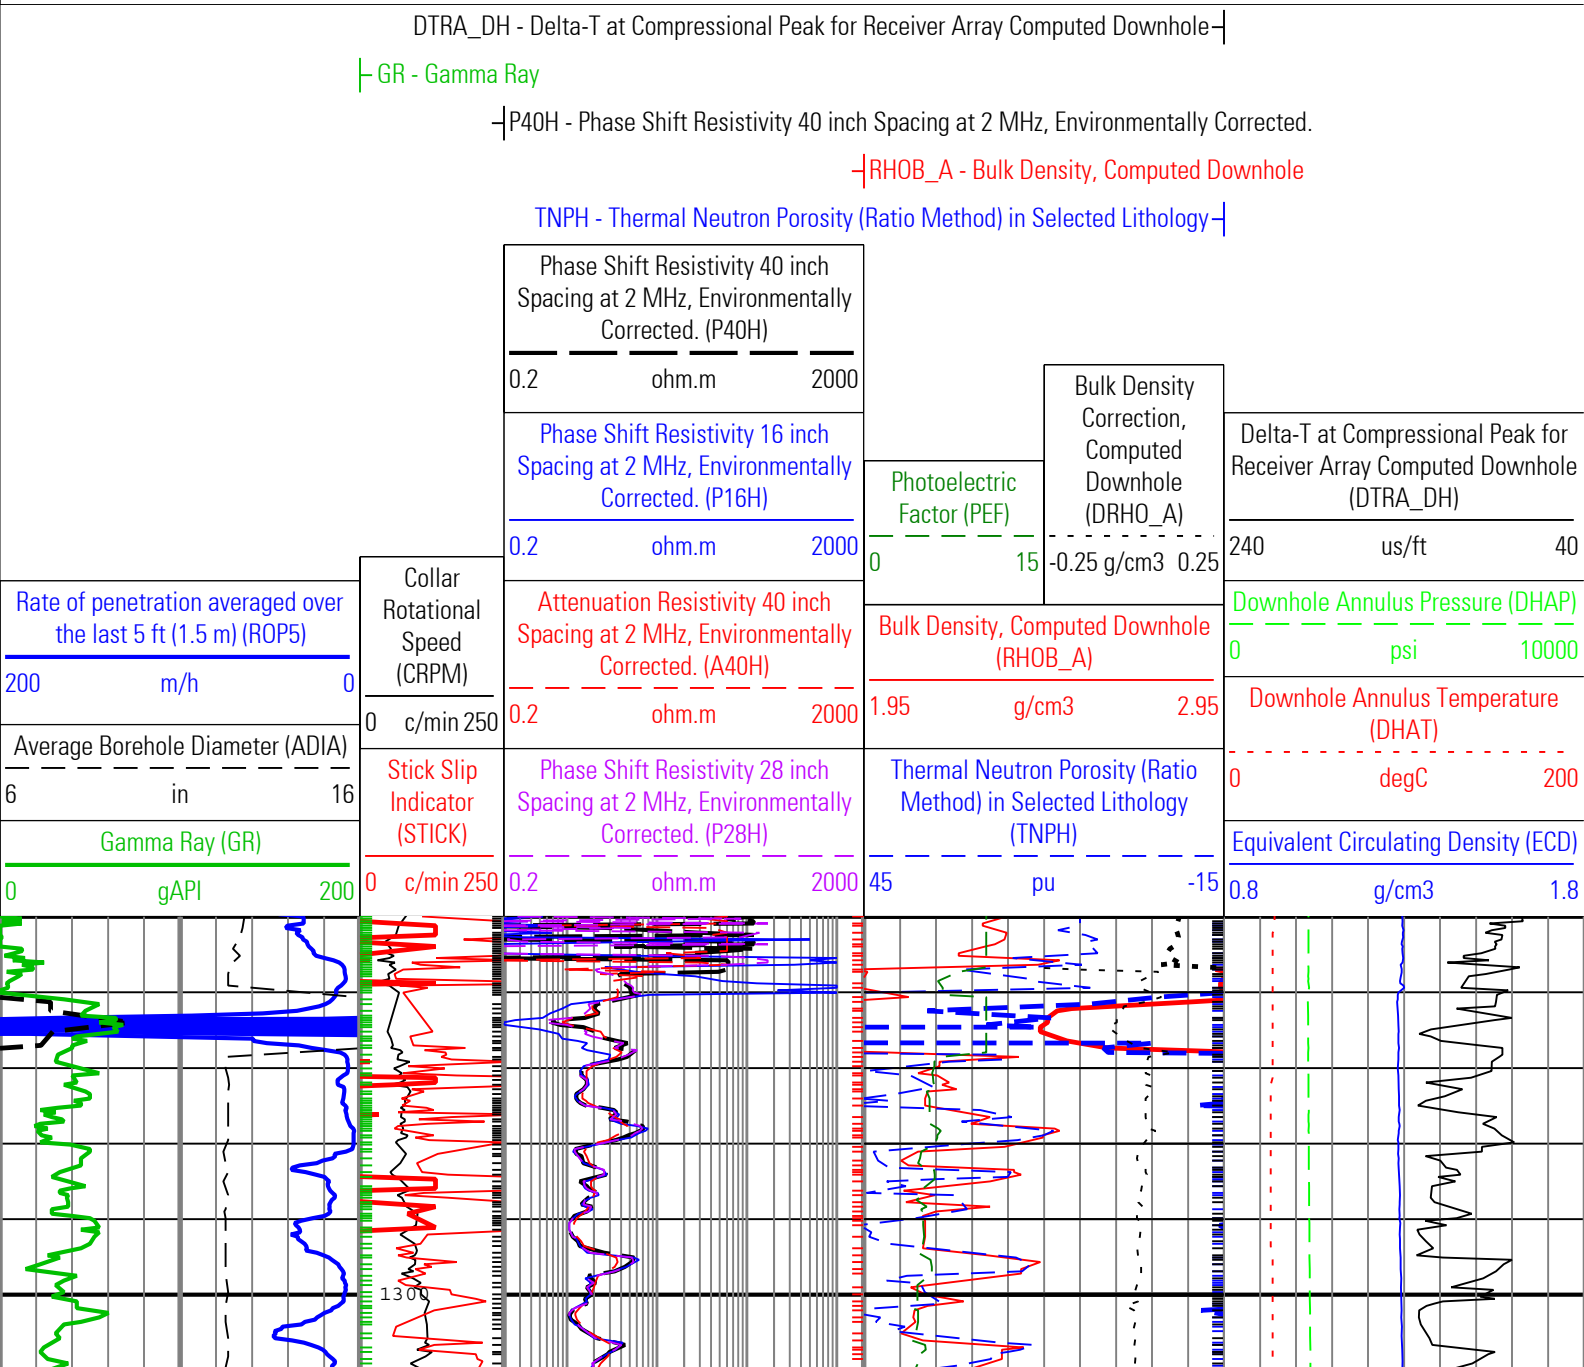 DTRA_DH - Delta-T at Compressional Peak for Receiver Array Computed Downhole
GR - Gamma Ray
P40H - Phase Shift Resistivity 40 inch Spacing at 2 MHz, Environmentally Corrected.
RHOB_A - Bulk Density, Computed Downhole
TNPH - Thermal Neutron Porosity (Ratio Method) in Selected Lithology
Rate of penetration averaged over
the last 5 ft (1.5 m) (ROP5)
200 m/h 0
Average Borehole Diameter (ADIA)
6 in 16
Gamma Ray (GR)
0 gAPI 200
Collar
Rotational
Speed
(CRPM)
0 c/min 250
Stick Slip
Indicator
(STICK)
0 c/min 250
Phase Shift Resistivity 40 inch
Spacing at 2 MHz, Environmentally
Corrected. (P40H)
0.2 ohm.m 2000
Phase Shift Resistivity 16 inch
Spacing at 2 MHz, Environmentally
Corrected. (P16H)
0.2 ohm.m 2000
Attenuation Resistivity 40 inch
Spacing at 2 MHz, Environmentally
Corrected. (A40H)
0.2 ohm.m 2000
Phase Shift Resistivity 28 inch
Spacing at 2 MHz, Environmentally
Corrected. (P28H)
0.2 ohm.m 2000
Photoelectric
Factor (PEF)
0 15
Bulk Density
Correction,
Computed
Downhole
(DRHO_A)
-0.25 g/cm3 0.25
Bulk Density, Computed Downhole
(RHOB_A)
1.95 g/cm3 2.95
Thermal Neutron Porosity (Ratio
Method) in Selected Lithology
(TNPH)
45 pu -15
Delta-T at Compressional Peak for
Receiver Array Computed Downhole
(DTRA_DH)
240 us/ft 40
Downhole Annulus Pressure (DHAP)
0 psi 10000
Downhole Annulus Temperature
(DHAT)
0 degC 200
Equivalent Circulating Density (ECD)
0.8 g/cm3 1.8
1300